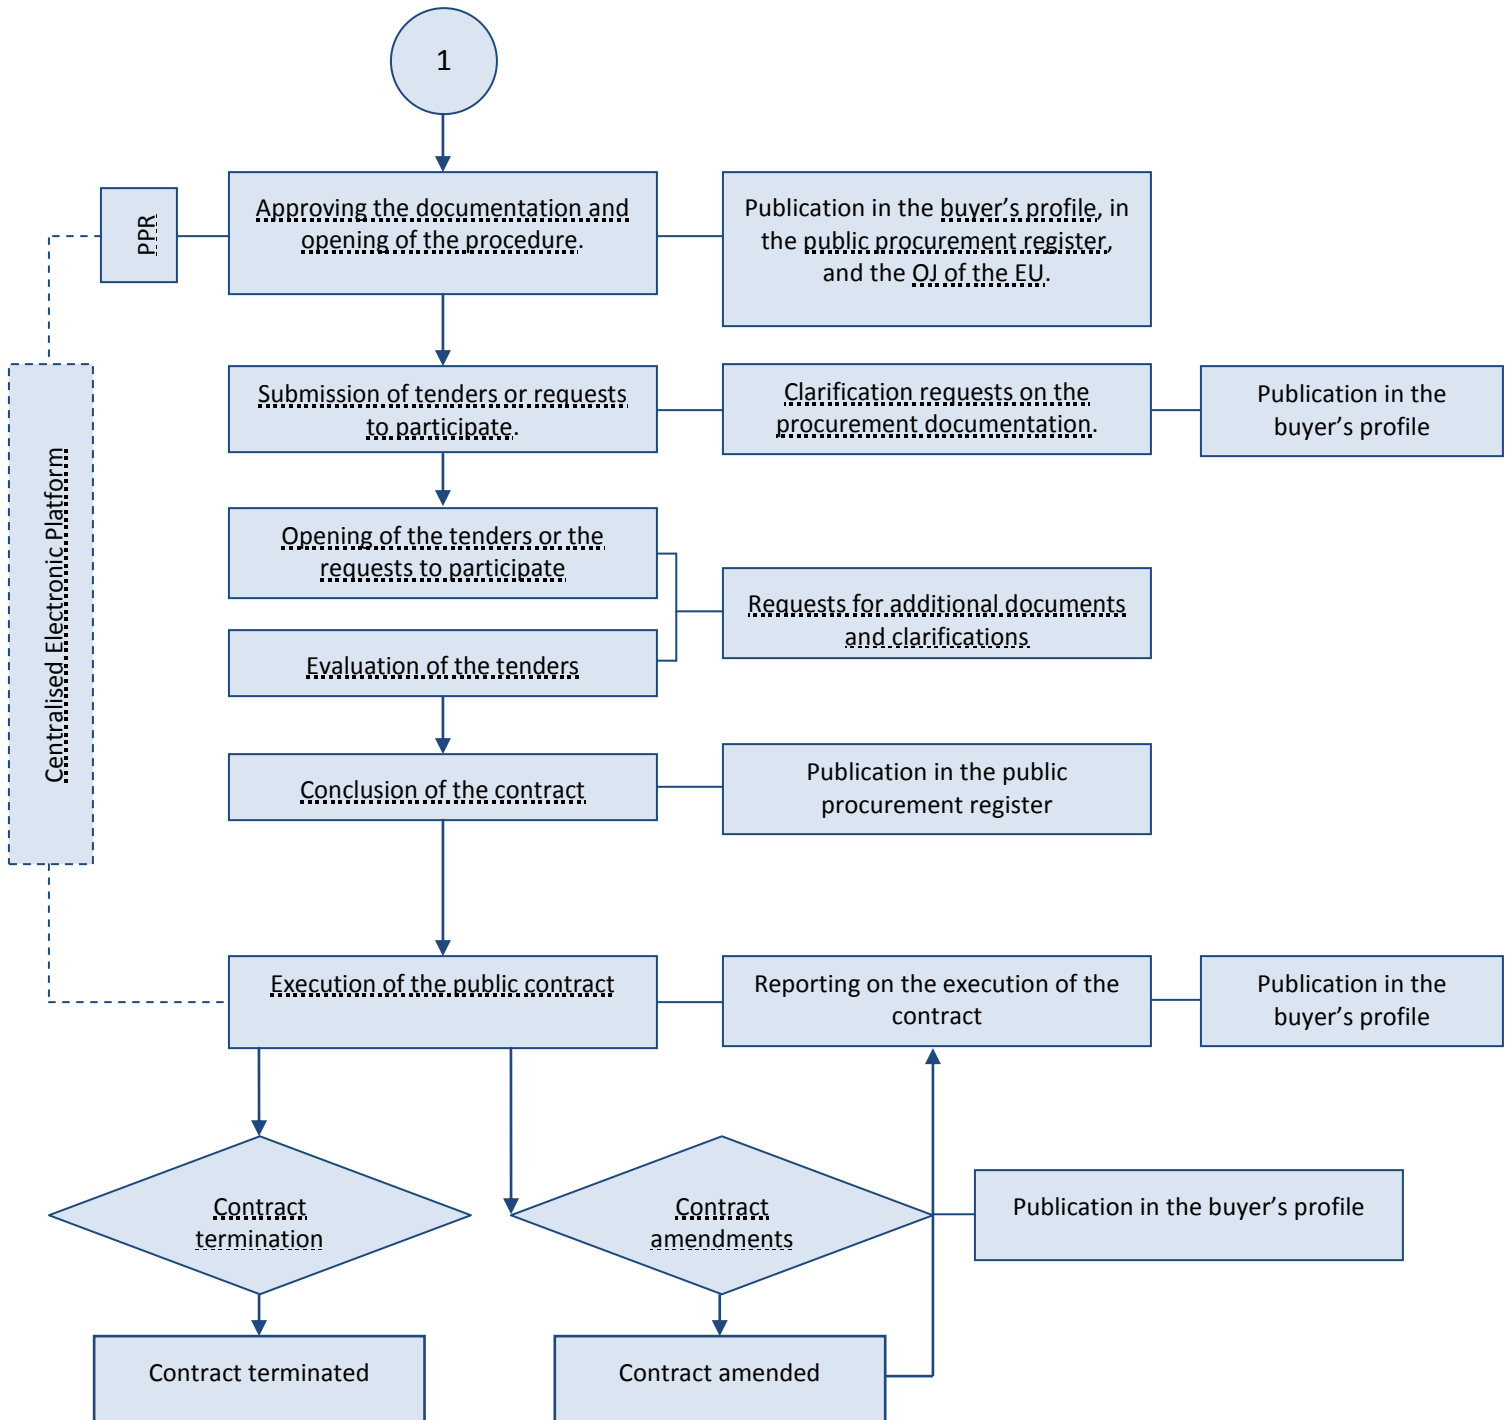 1
PPR
Approving the documentation and
opening of the procedure.
Publication in the buyer’s profile, in
the public procurement register,
and the OJ of the EU.
Centralised Electronic Platform
Submission of tenders or requests
to participate.
Clarification requests on the
procurement documentation.
Publication in the
buyer’s profile
Opening of the tenders or the
requests to participate
Requests for additional documents
and clarifications
Evaluation of the tenders
Conclusion of the contract
Publication in the public
procurement register
Execution of the public contract
Reporting on the execution of the
contract
Publication in the
buyer’s profile
Contract
termination
Contract
amendments
Publication in the buyer’s profile
Contract terminated
Contract amended